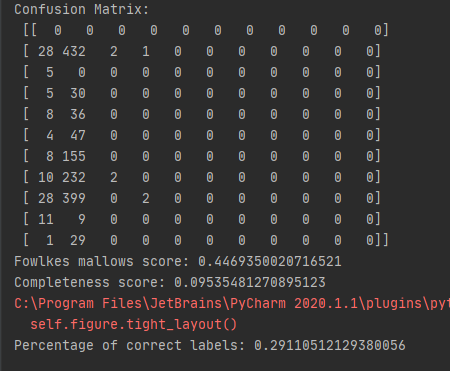 Confusion Matrix:
[[  0   0   0   0   0   0   0   0   0   0   0]
[ 28 432   2   1   0   0   0   0   0   0   0]
[  5   0   0   0   0   0   0   0   0   0   0]
[  5  30   0   0   0   0   0   0   0   0   0]
[  8  36   0   0   0   0   0   0   0   0   0]
[  4  47   0   0   0   0   0   0   0   0   0]
[  8 155   0   0   0   0   0   0   0   0   0]
[ 10 232   2   0   0   0   0   0   0   0   0]
[ 28 399   0   2   0   0   0   0   0   0   0]
[ 11   9   0   0   0   0   0   0   0   0   0]
[  1  29   0   0   0   0   0   0   0   0   0]]
Fowlkes mallows score: 0.4469350020716521
Completeness score: 0.09535481270895123
C:\Program Files\JetBrains\PyCharm 2020.1.1\plugins\pyt
self.figure.tight_layout()
Percentage of correct labels: 0.29110512129380056